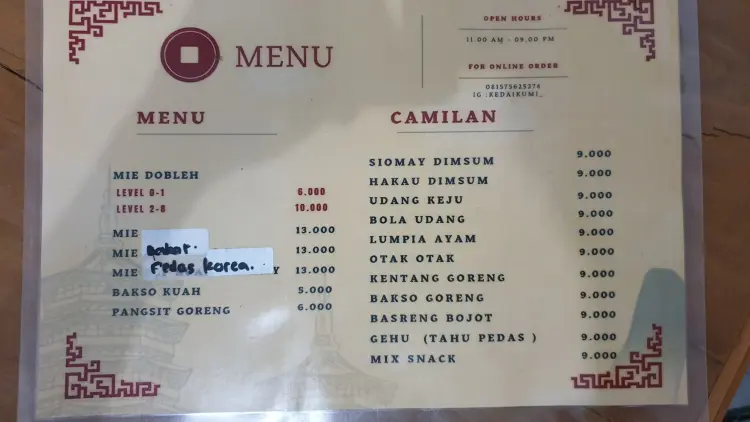 MENU
OPEN HOURS
11.00 AM - 09.00 PM
FOR ONLINE ORDER
081575625274
IG :KEDAIKUMI_
MENU
MIE DOBLEH
LEVEL 0-1 6.000
LEVEL 2-8 10.000
MIE 13.000
MIE Bakar. 13.000
MIE Pedas Korea. Y 13.000
BAKSO KUAH 5.000
PANGSIT GORENG 6.000
CAMILAN
SIOMAY DIMSUM 9.000
HAKAU DIMSUM 9.000
UDANG KEJU 9.000
BOLA UDANG 9.000
LUMPIA AYAM 9.000
OTAK OTAK 9.000
KENTANG GORENG 9.000
BAKSO GORENG 9.000
BASRENG BOJOT 9.000
GEHU (TAHU PEDAS ) 9.000
MIX SNACK 9.000